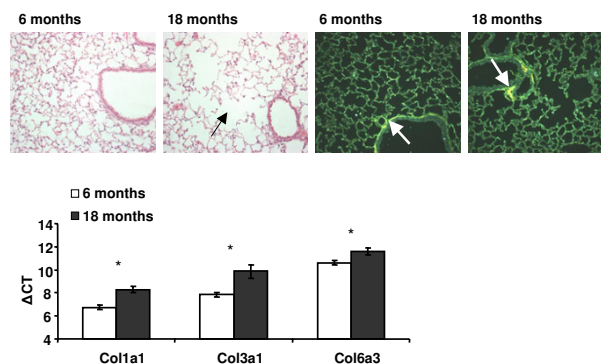 6 months 18 months 6 months 18 months
6 months
18 months
14
12
10
8
6
4
ΔCT
* * *
Col1a1 Col3a1 Col6a3